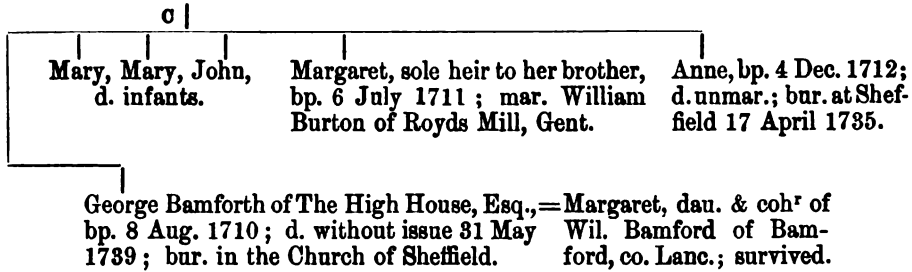 C
Mary, Mary, John,
d. infants.
Margaret, sole heir to her brother,
bp. 6 July 1711 ; mar. William
Burton of Royds Mill, Gent.
Anne, bp. 4 Dec. 1712;
d. unmar.; bur. at Shef-
field 17 April 1735.
George Bamforth of The High House, Esq.,=
bp. 8 Aug. 1710 ; d. without issue 31 May
1739 ; bur. in the Church of Sheffield.
Margaret, dau. & cohʳ of
Wil. Bamford of Bam-
ford, co. Lanc.; survived.